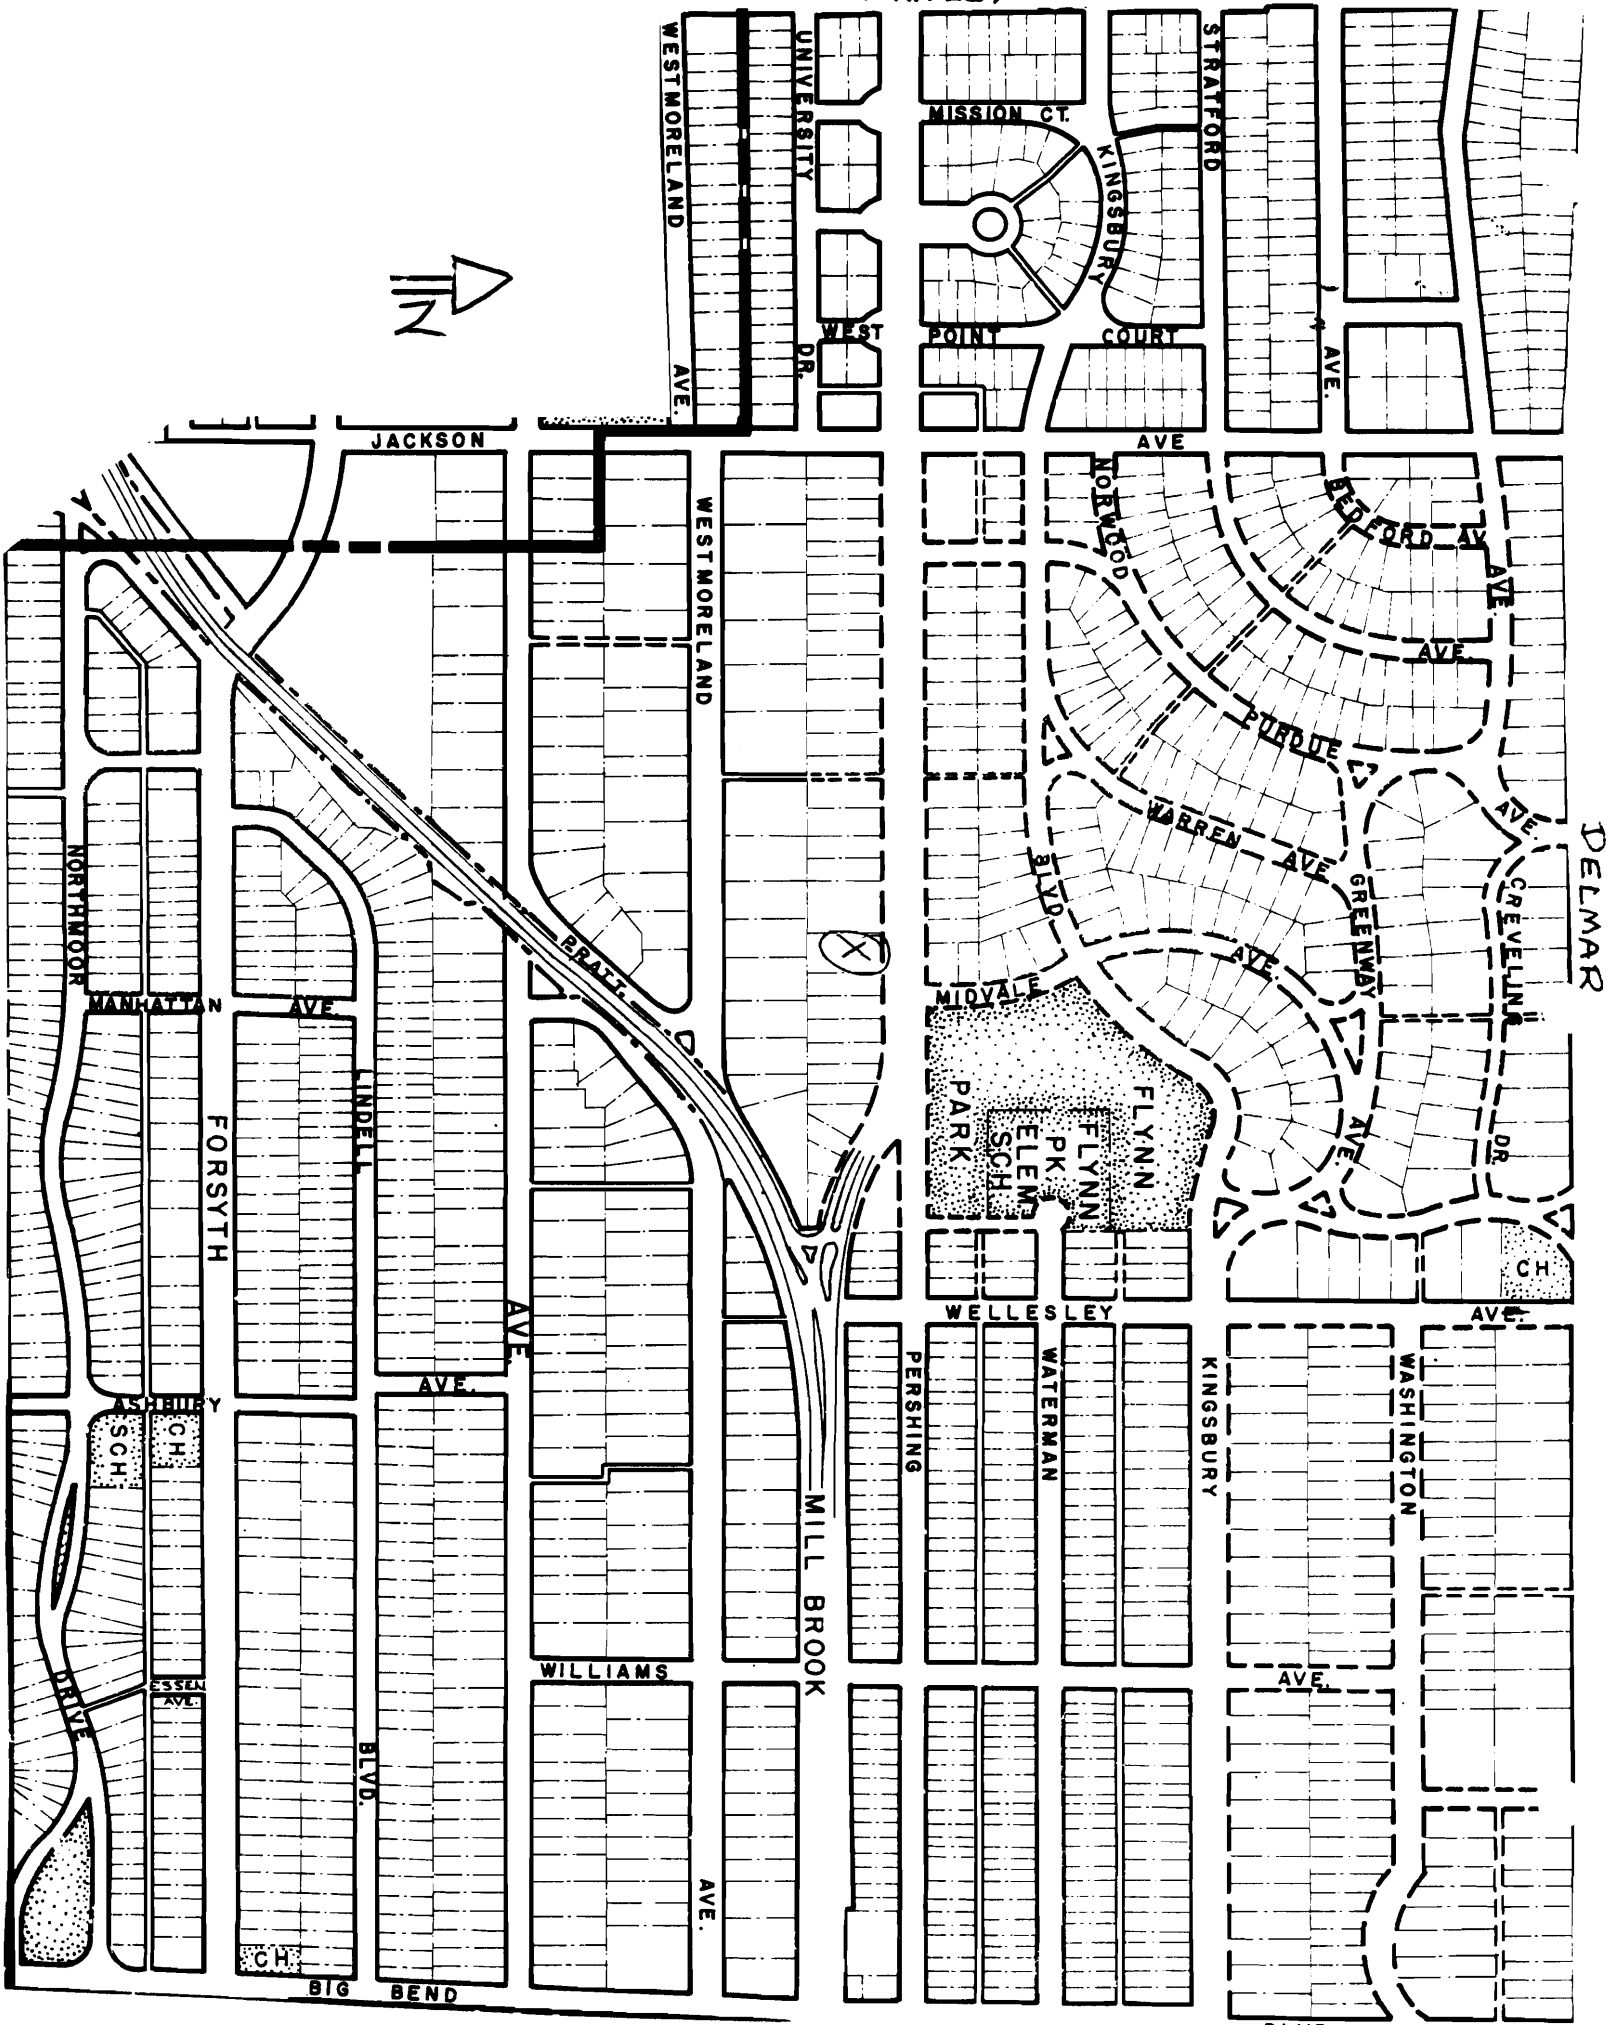 WESTMORELAND
AVE.
UNIVERSITY
DR.
MISSION CT.
KINGSBURY
STRATFORD
WEST POINT COURT
AVE.
N
JACKSON
AVE
NORWOOD
BEDFORD AV
AVE.
AVE.
WESTMORELAND
PURDUE
AVE.
WARREN AVE.
BLVD.
GREENWAY
AVE.
CREVELING
DR.
DELMAR
X
NORTHMOOR
MANHATTAN AVE.
PRATT.
MIDVALE
AVE.
FLYNN
PARK
FLYNN
PK
ELEM
SCH
FORSYTH
LINDELL
AVE.
CH
WELLESLEY
AVE.
PERSHING
WATERMAN
KINGSBURY
WASHINGTON
ASHBURY
AVE.
SCH
CH
MILL BROOK
WILLIAMS
AVE.
ESSEN
AVE.
DRIVE
BLVD.
AVE.
CH
BIG BEND